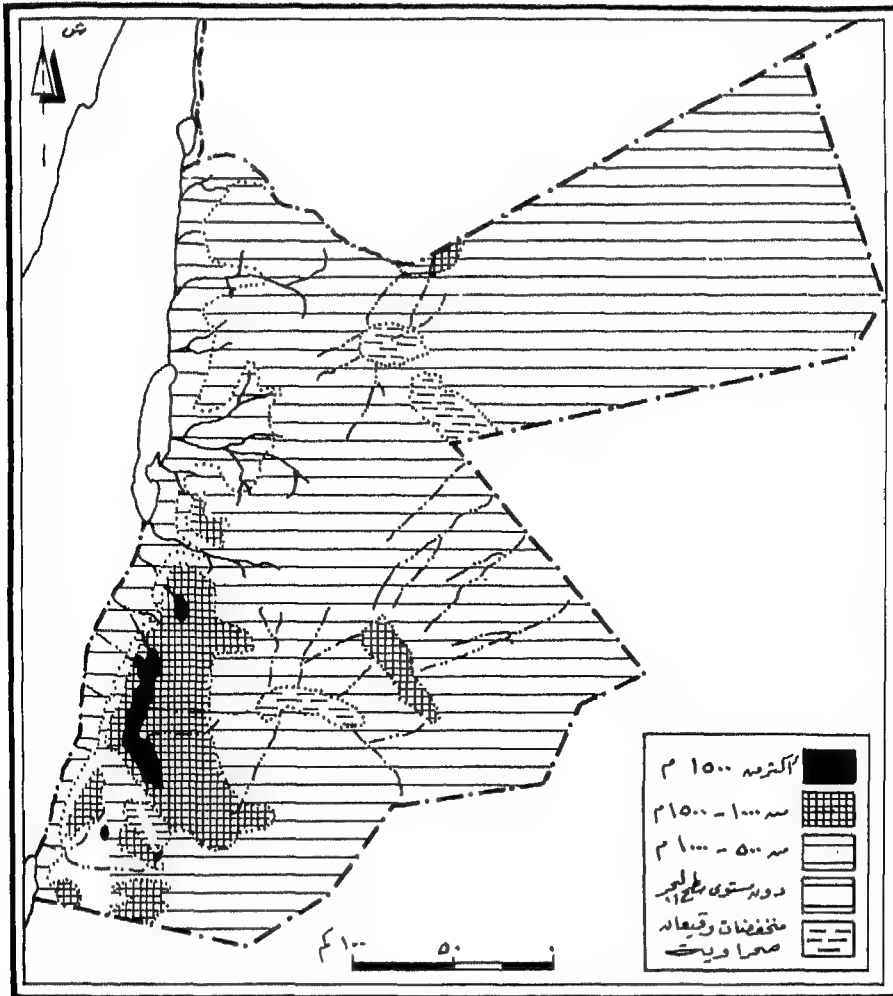 ش
أكثر من ١٥٠٠ م
من ١٠٠٠ - ١٥٠٠ م
من ٥٠٠ - ١٠٠٠ م
دون مستوى سطح البحر
منخفضات وقيعان
صحراوية
١٠٠ كم ٥٠ ٠